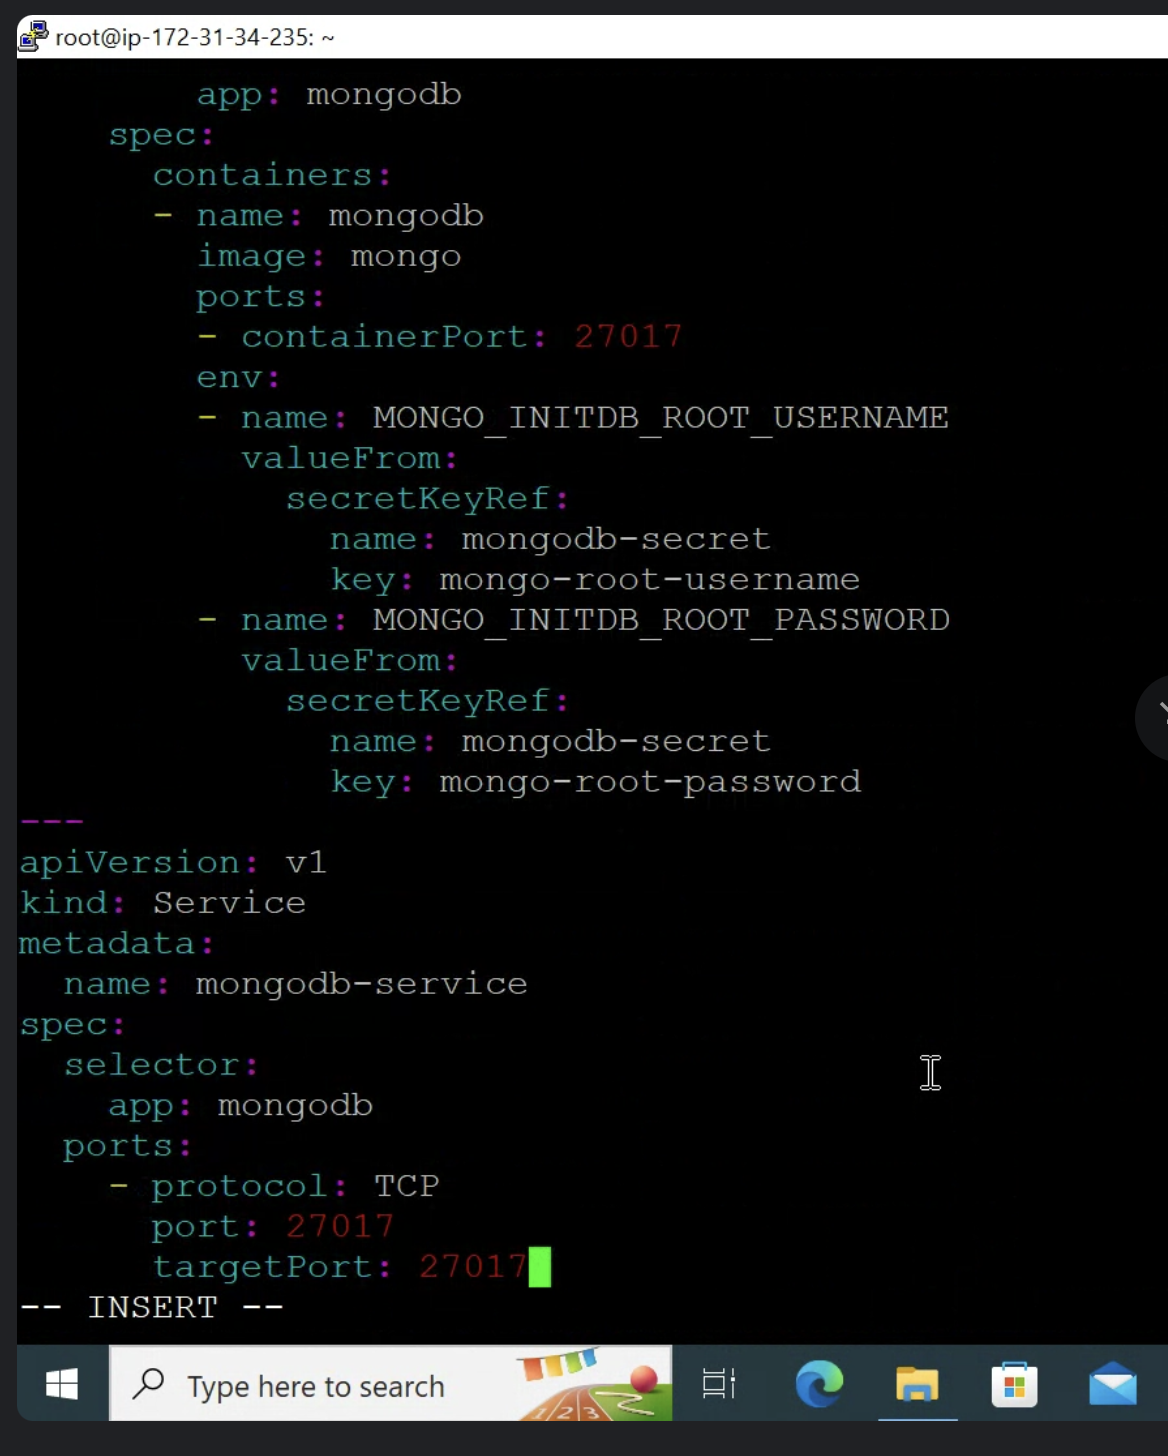 root@ip-172-31-34-235: ~
        app: mongodb
    spec:
      containers:
      - name: mongodb
        image: mongo
        ports:
        - containerPort: 27017
        env:
        - name: MONGO_INITDB_ROOT_USERNAME
          valueFrom:
            secretKeyRef:
              name: mongodb-secret
              key: mongo-root-username
        - name: MONGO_INITDB_ROOT_PASSWORD
          valueFrom:
            secretKeyRef:
              name: mongodb-secret
              key: mongo-root-password
---
apiVersion: v1
kind: Service
metadata:
  name: mongodb-service
spec:
  selector:
    app: mongodb
  ports:
    - protocol: TCP
      port: 27017
      targetPort: 27017
-- INSERT --
Type here to search
1 2 3